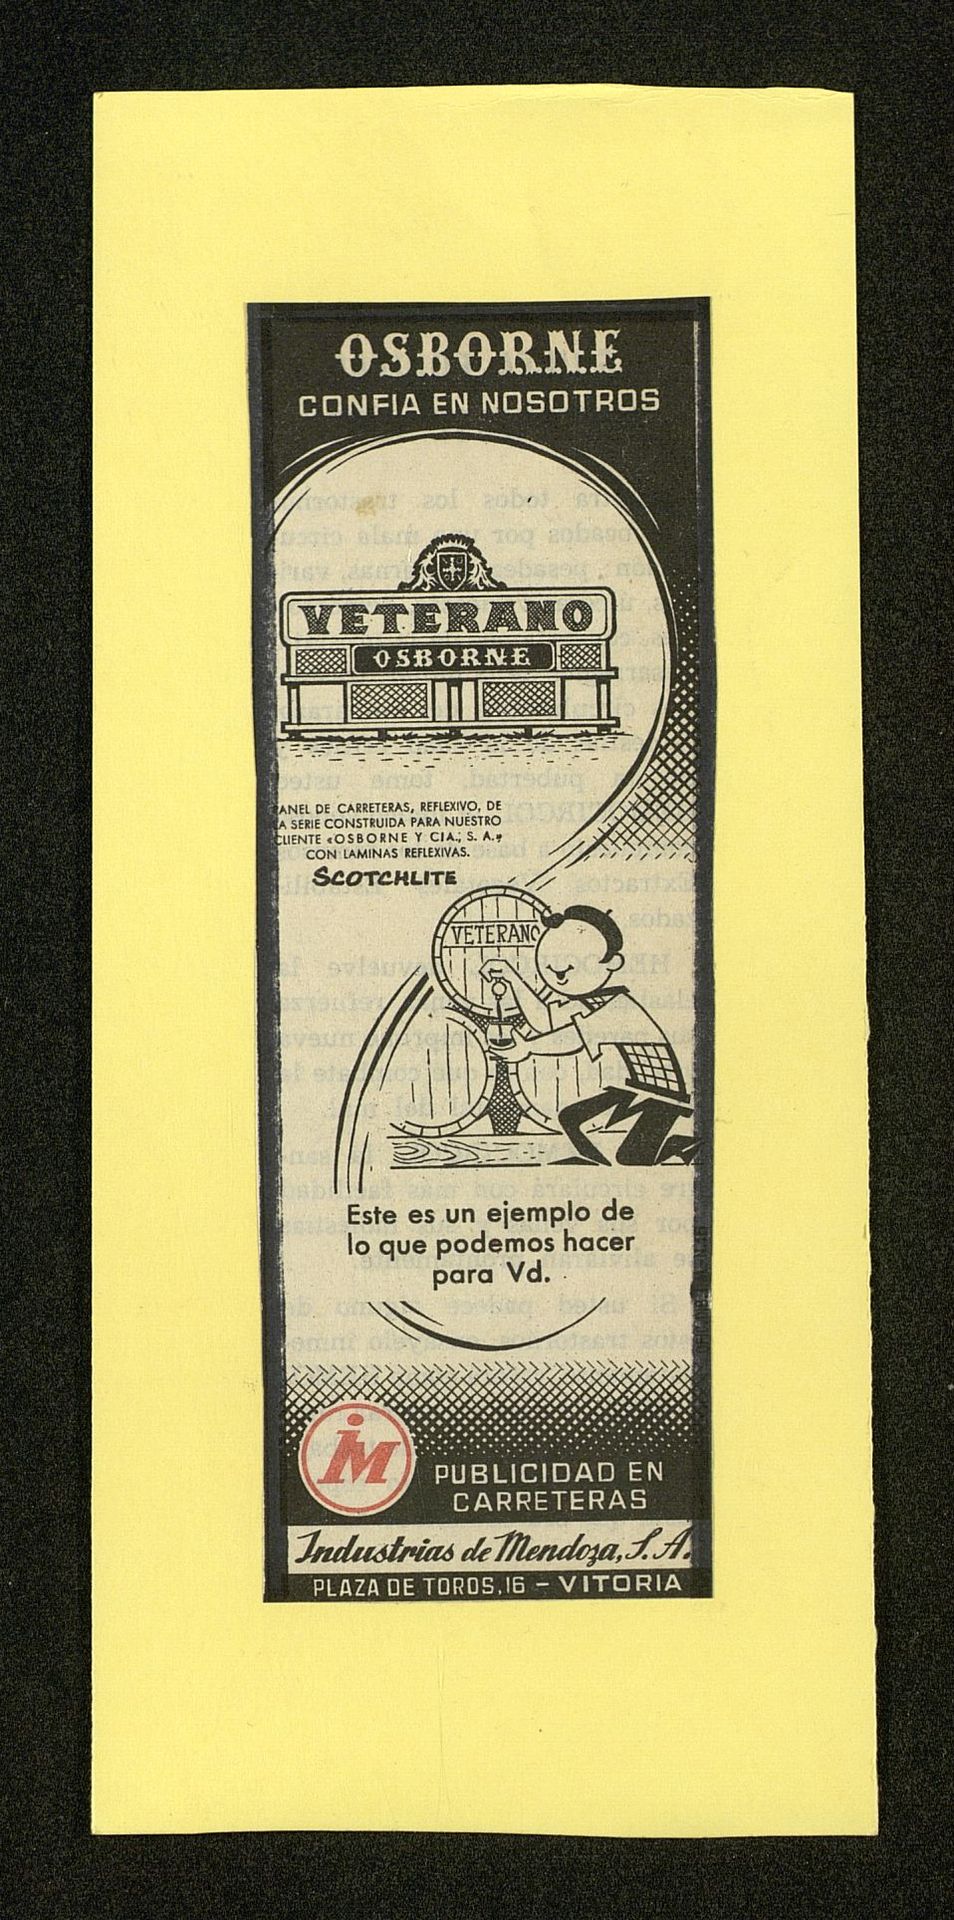 OSBORNE
CONFIA EN NOSOTROS
VETERANO
OSBORNE
ANEL DE CARRETERAS, REFLEXIVO, DE
A SERIE CONSTRUIDA PARA NUESTRO
CLIENTE «OSBORNE Y CIA., S. A.»
CON LAMINAS REFLEXIVAS.
SCOTCHLITE
VETERANO
Este es un ejemplo de
lo que podemos hacer
para Vd.
iM
PUBLICIDAD EN
CARRETERAS
Industrias de Mendoza, S. A.
PLAZA DE TOROS, 16 - VITORIA